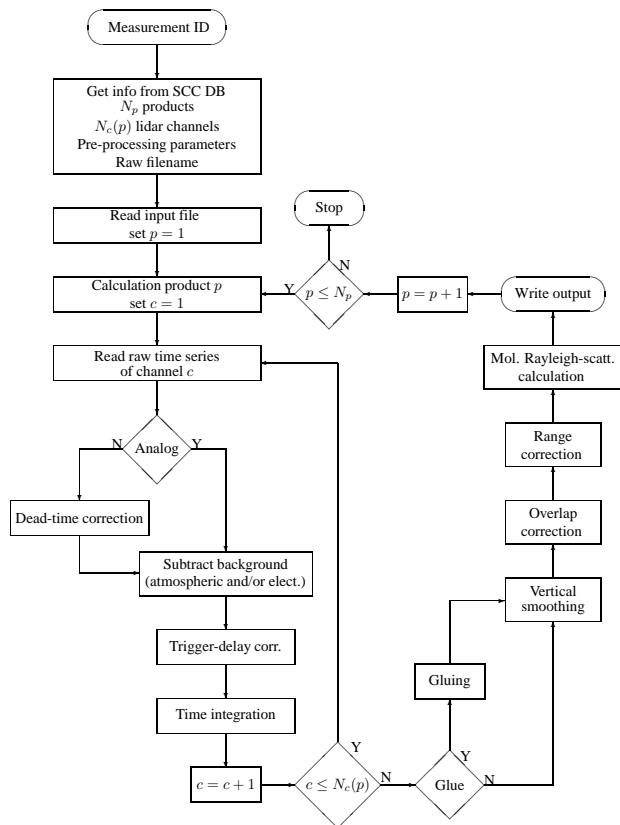 Measurement ID
Get info from SCC DB
N_p products
N_c(p) lidar channels
Pre-processing parameters
Raw filename
Read input file
set p = 1
Stop
N
Calculation product p
set c = 1
Y
p ≤ N_p
p = p + 1
Write output
Read raw time series
of channel c
Mol. Rayleigh-scatt.
calculation
N
Analog
Y
Range
correction
Dead-time correction
Overlap
correction
Subtract background
(atmospheric and/or elect.)
Vertical
smoothing
Trigger-delay corr.
Gluing
Time integration
Y
Y
c = c + 1
c ≤ N_c(p)
N
Glue
N